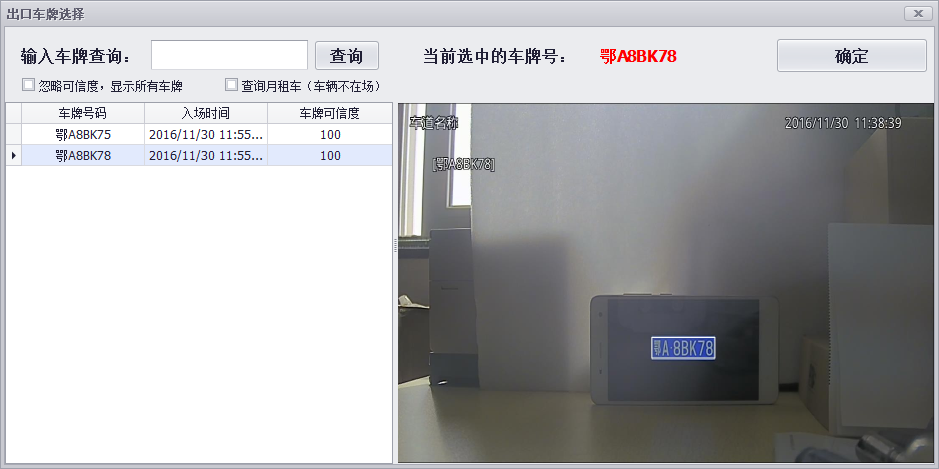 出口车牌选择
输入车牌查询: 查询 当前选中的车牌号: 鄂A8BK78 确定
忽略可信度，显示所有车牌 查询月租车（车辆不在场）
车牌号码 入场时间 车牌可信度
鄂A8BK75 2016/11/30 11:55... 100
鄂A8BK78 2016/11/30 11:55... 100
车道名称 2016/11/30 11:38:39
[鄂A8BK78]
鄂A·8BK78